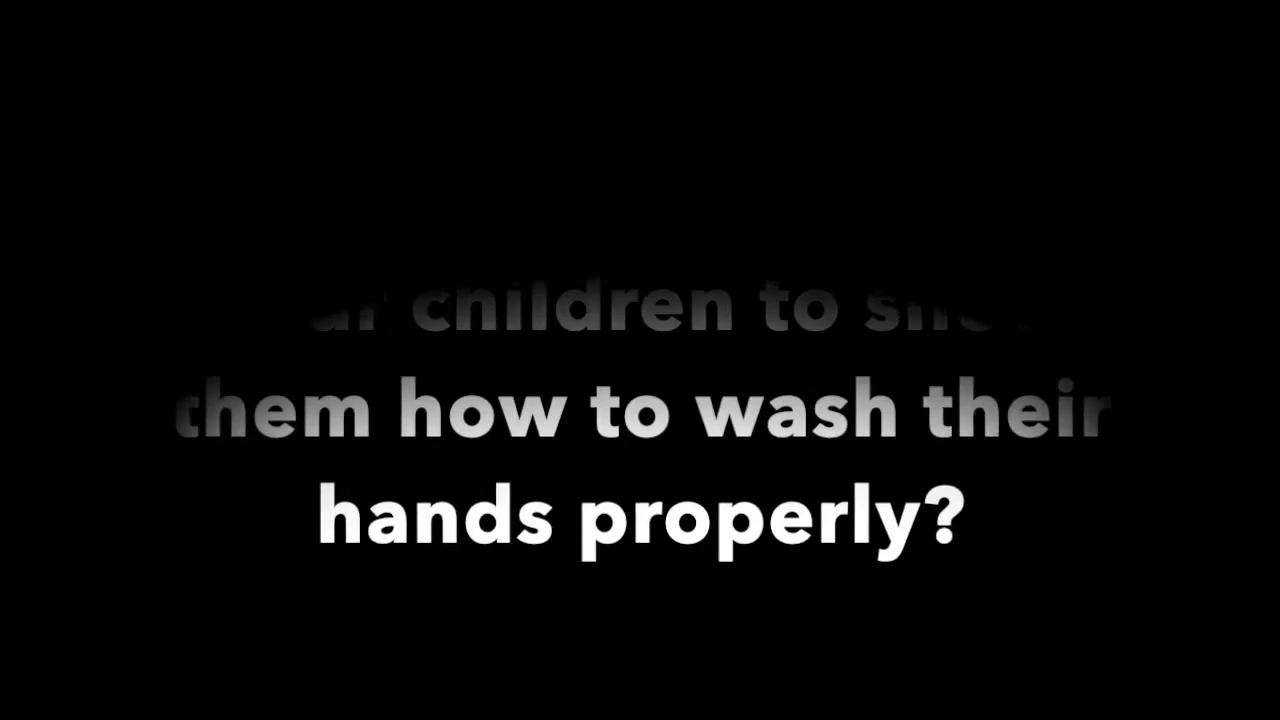 children to
them how to wash their
hands properly?